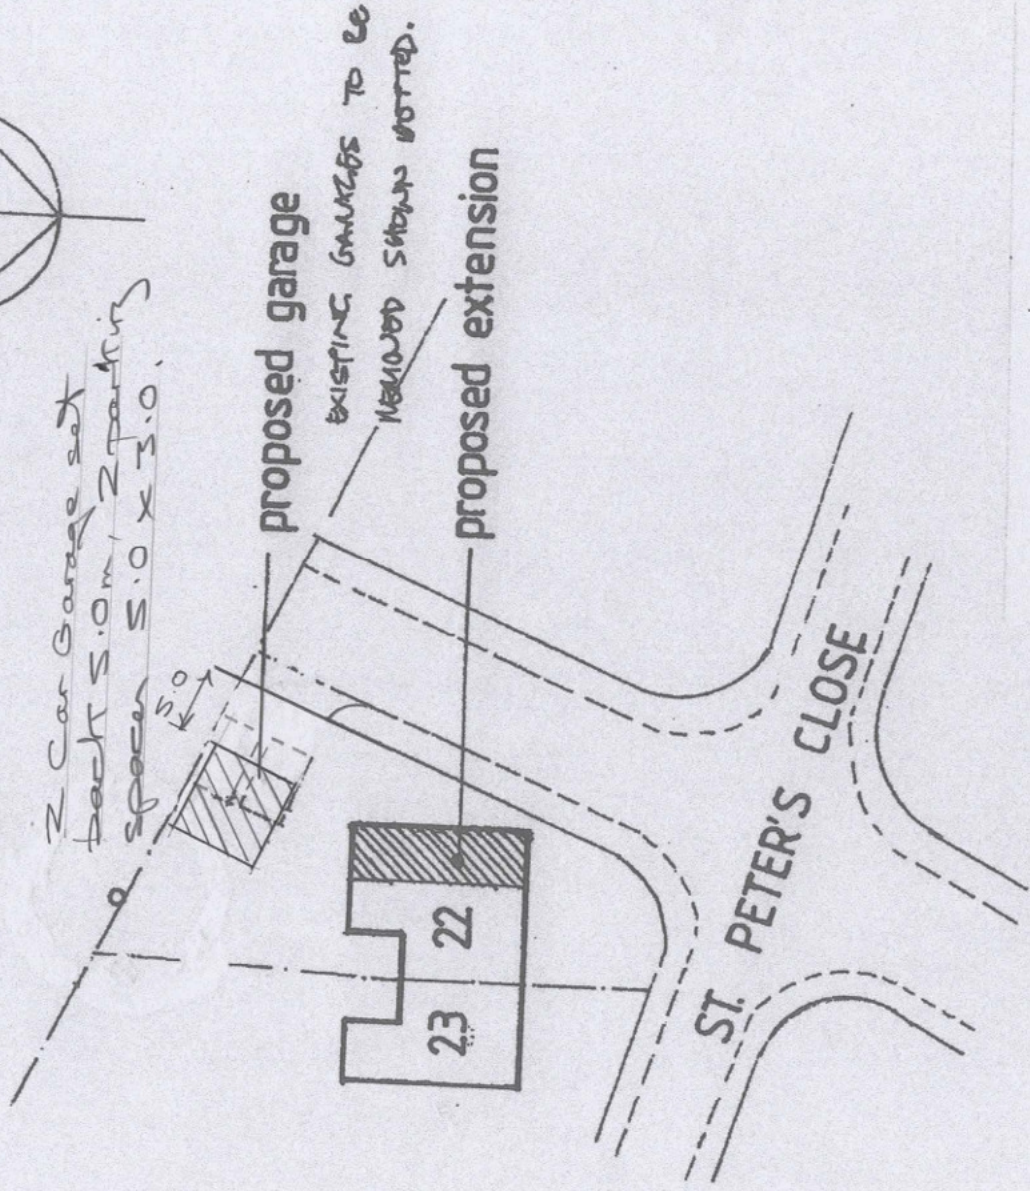 2 Car Garage set
back 5.0m, 2 parking
spaces 5.0 x 3.0.
5.0
proposed garage
EXISTING GARAGES TO BE
REMOVED SHOWN DOTTED.
proposed extension
22
23
ST. PETER'S CLOSE